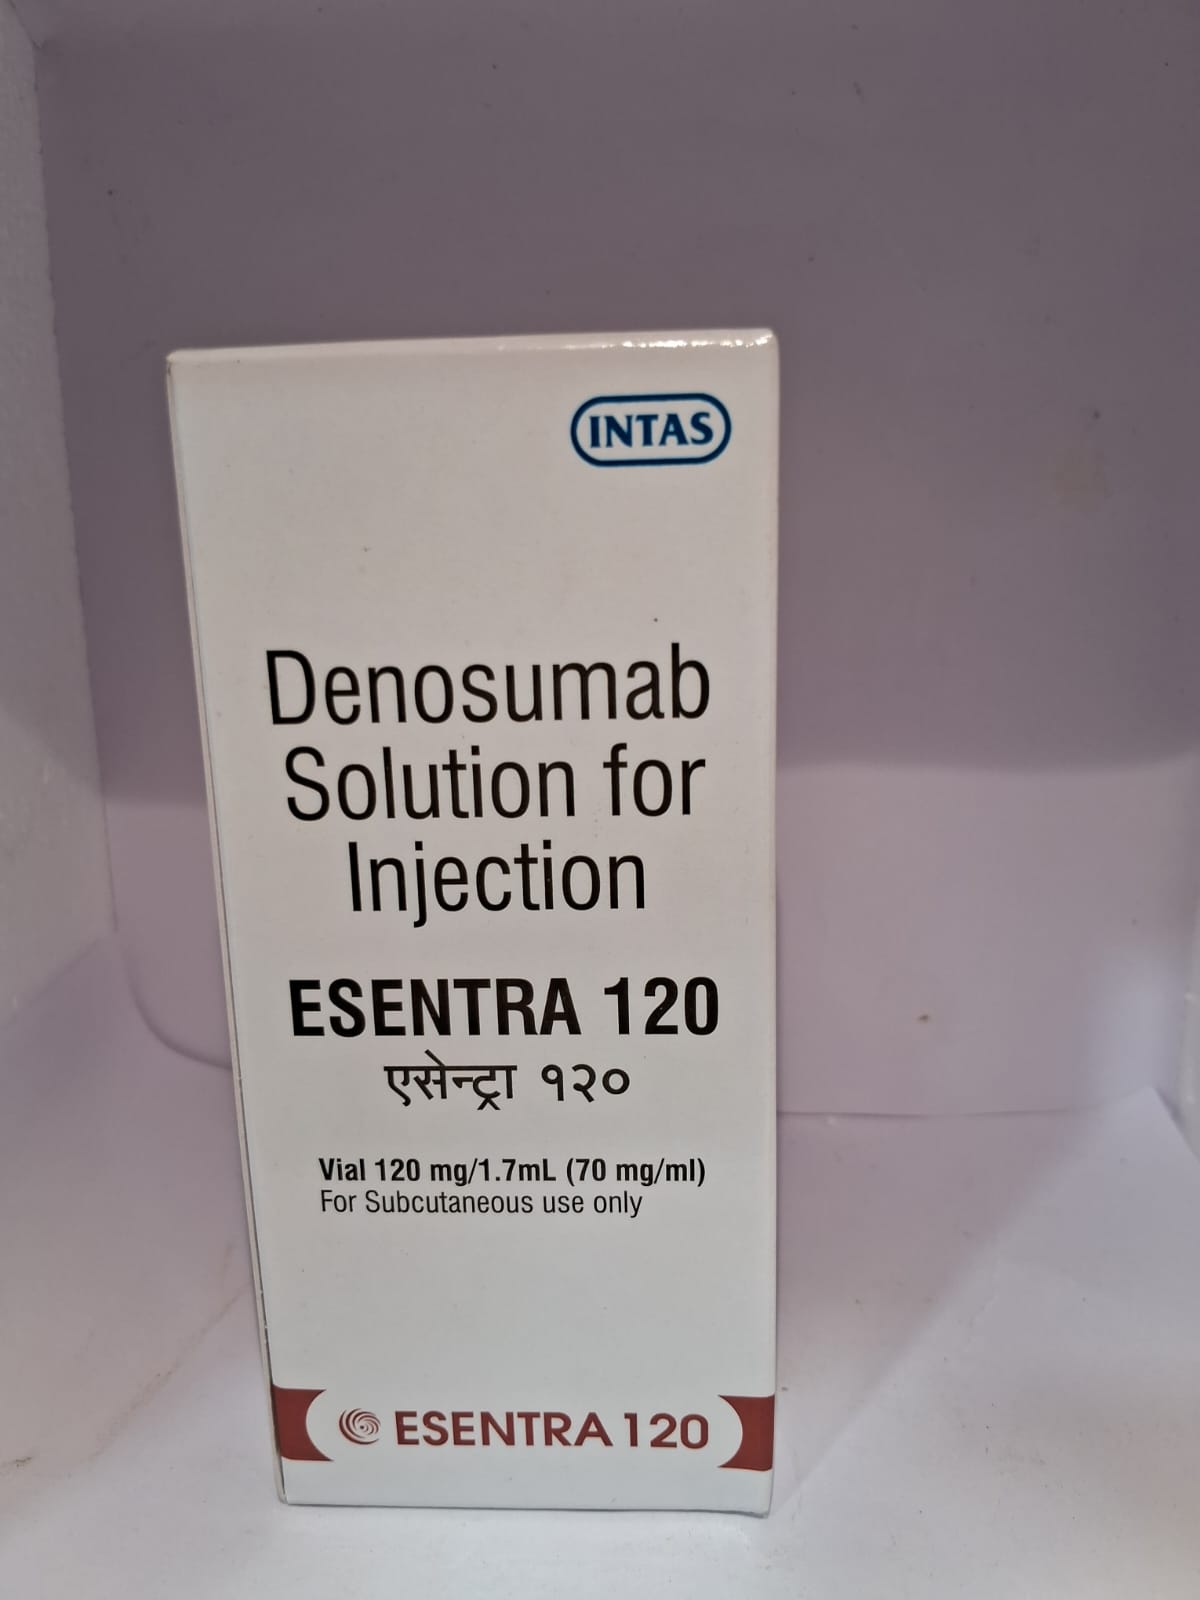 INTAS
Denosumab
Solution for
Injection
ESENTRA 120
एसेन्ट्रा १२०
Vial 120 mg/1.7mL (70 mg/ml)
For Subcutaneous use only
ESENTRA 120